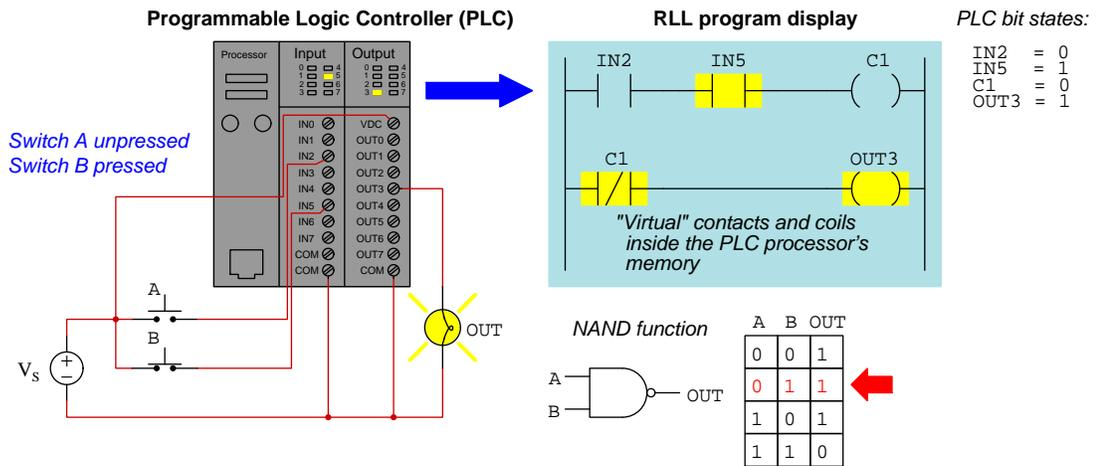 Programmable Logic Controller (PLC)
RLL program display
PLC bit states:
Processor
Input
Output
0 4
1 5
2 6
3 7
0 4
1 5
2 6
3 7
IN0
IN1
IN2
IN3
IN4
IN5
IN6
IN7
COM
COM
VDC
OUT0
OUT1
OUT2
OUT3
OUT4
OUT5
OUT6
OUT7
COM
IN2 IN5 C1
C1 OUT3
"Virtual" contacts and coils
inside the PLC processor's
memory
IN2 = 0
IN5 = 1
C1 = 0
OUT3 = 1
Switch A unpressed
Switch B pressed
A
B
VS
+
-
OUT
NAND function
A
B
OUT
A B OUT
0 0 1
0 1 1
1 0 1
1 1 0